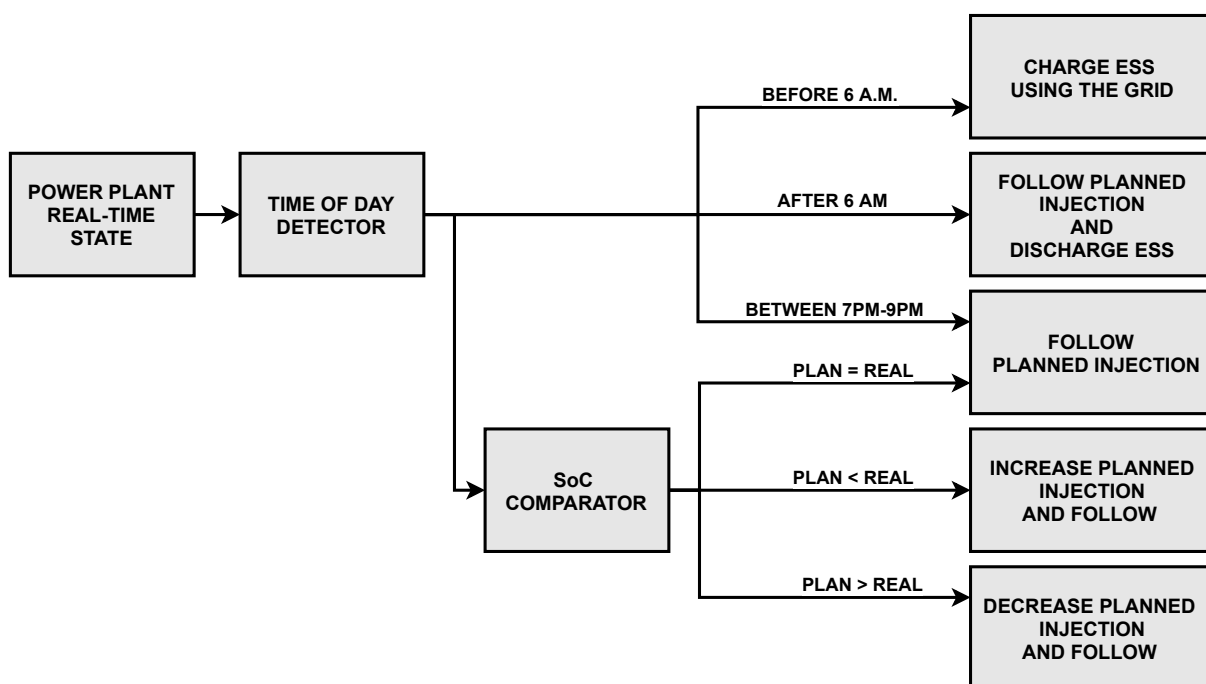 POWER PLANT
REAL-TIME
STATE
TIME OF DAY
DETECTOR
BEFORE 6 A.M.
CHARGE ESS
USING THE GRID
AFTER 6 AM
FOLLOW PLANNED
INJECTION
AND
DISCHARGE ESS
BETWEEN 7PM-9PM
FOLLOW
PLANNED INJECTION
PLAN = REAL
SoC
COMPARATOR
PLAN < REAL
INCREASE PLANNED
INJECTION
AND FOLLOW
PLAN > REAL
DECREASE PLANNED
INJECTION
AND FOLLOW